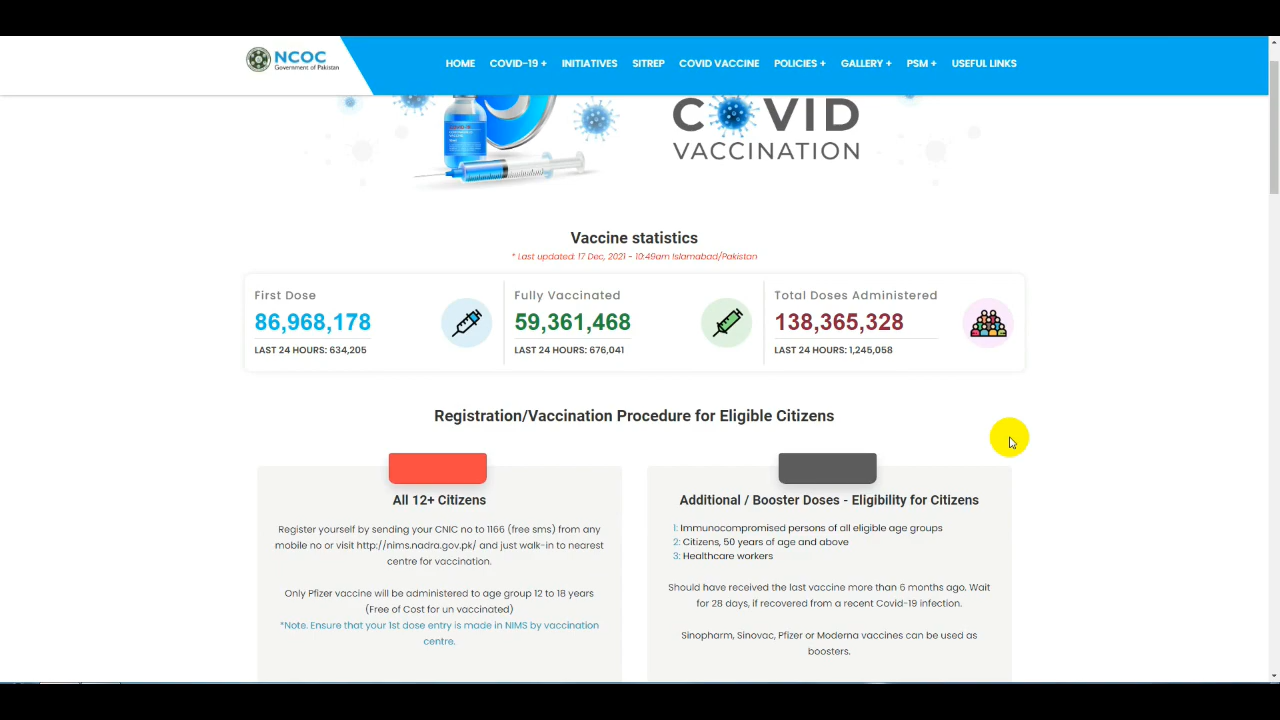 NCOC
Government of Pakistan
HOME COVID-19 + INITIATIVES SITREP COVID VACCINE POLICIES + GALLERY + PSM + USEFUL LINKS
COVID
VACCINATION
Vaccine statistics
* Last updated: 17 Dec, 2021 - 10:49am Islamabad/Pakistan
First Dose
86,968,178
LAST 24 HOURS: 634,205
Fully Vaccinated
59,361,468
LAST 24 HOURS: 676,041
Total Doses Administered
138,365,328
LAST 24 HOURS: 1,245,058
Registration/Vaccination Procedure for Eligible Citizens
All 12+ Citizens
Register yourself by sending your CNIC no to 1166 (free sms) from any
mobile no or visit http://nims.nadra.gov.pk/ and just walk-in to nearest
centre for vaccination.
Only Pfizer vaccine will be administered to age group 12 to 18 years
(Free of Cost for un vaccinated)
*Note. Ensure that your 1st dose entry is made in NIMS by vaccination
centre.
Additional / Booster Doses - Eligibility for Citizens
1: Immunocompromised persons of all eligible age groups
2: Citizens, 50 years of age and above
3: Healthcare workers
Should have received the last vaccine more than 6 months ago. Wait
for 28 days, if recovered from a recent Covid-19 infection.
Sinopharm, Sinovac, Pfizer or Moderna vaccines can be used as
boosters.